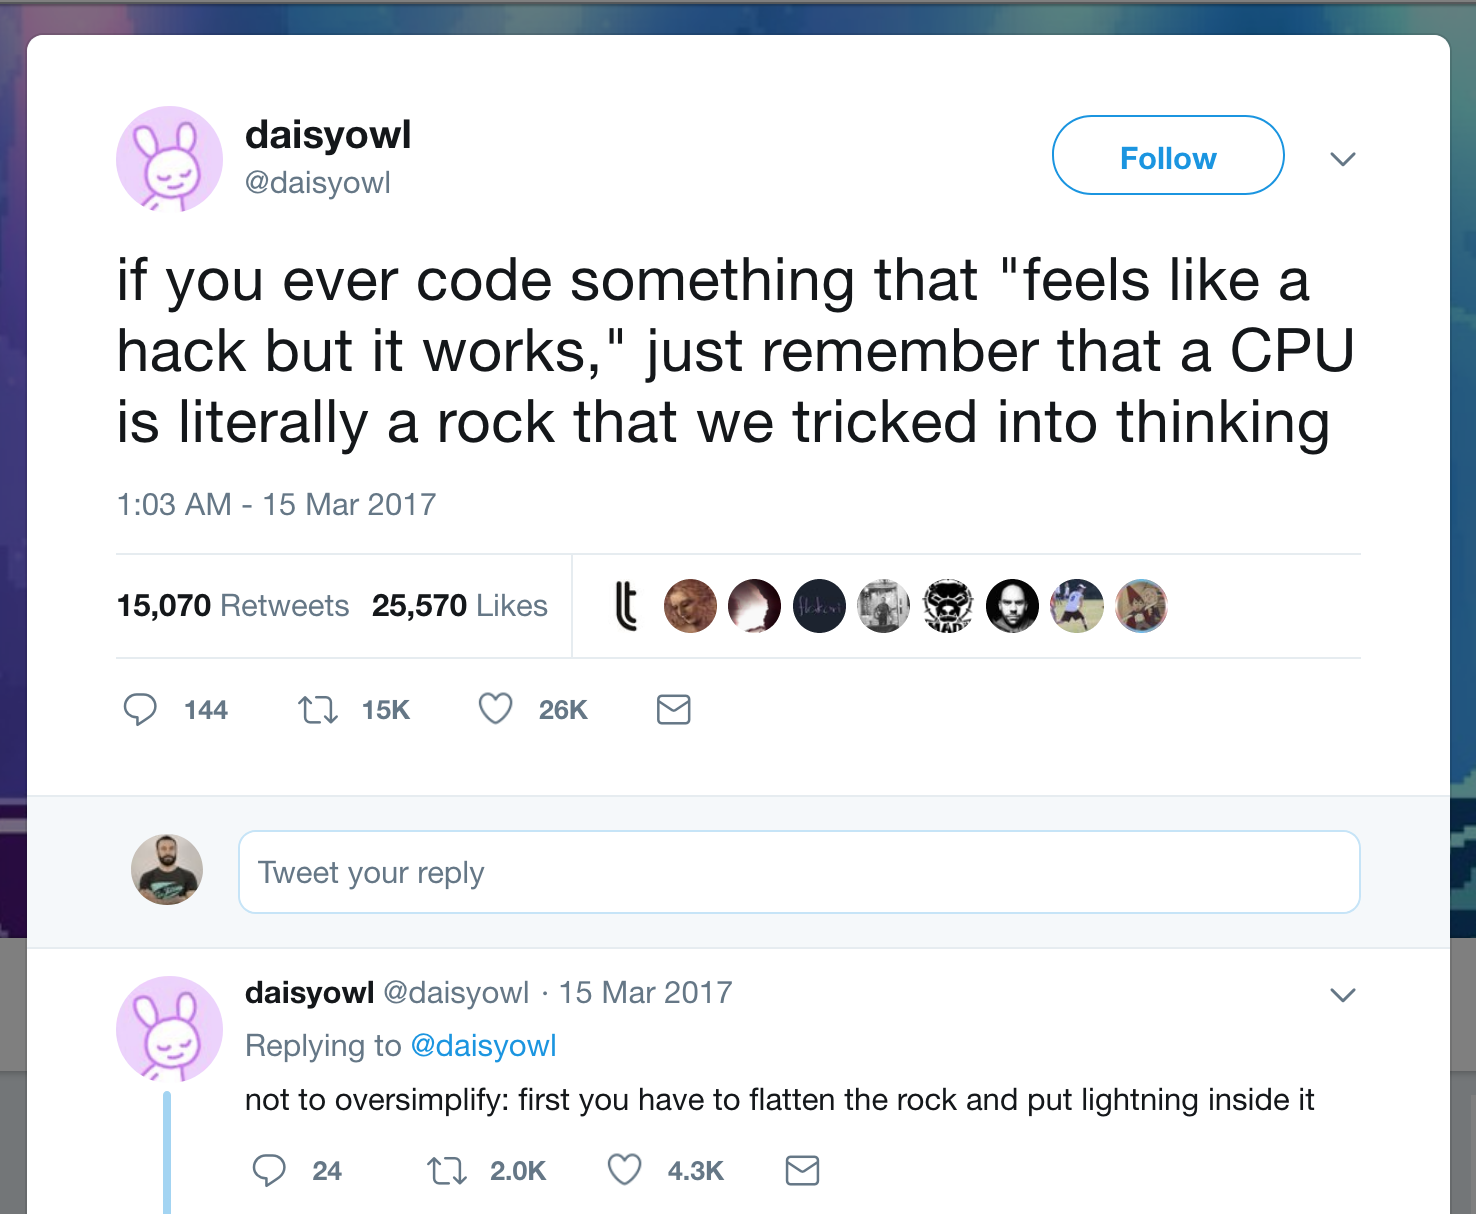 daisyowl
@daisyowl
Follow
if you ever code something that "feels like a
hack but it works," just remember that a CPU
is literally a rock that we tricked into thinking
1:03 AM - 15 Mar 2017
15,070 Retweets 25,570 Likes
144 15K 26K
Tweet your reply
daisyowl @daisyowl · 15 Mar 2017
Replying to @daisyowl
not to oversimplify: first you have to flatten the rock and put lightning inside it
24 2.0K 4.3K